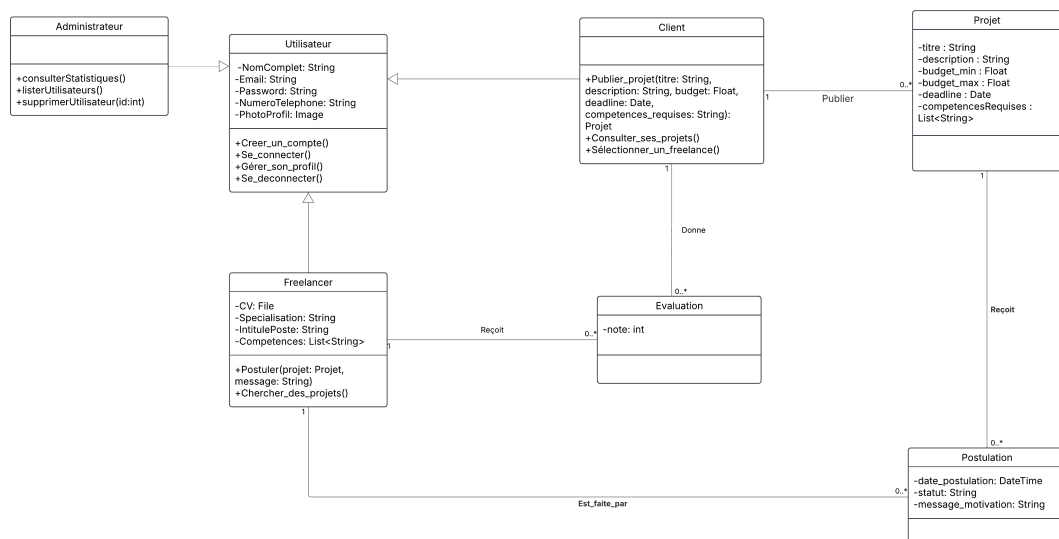 Administrateur
+consulterStatistiques()
+listerUtilisateurs()
+supprimerUtilisateur(id:int)
Utilisateur
-NomComplet: String
-Email: String
-Password: String
-NumeroTelephone: String
-PhotoProfil: Image
+Creer_un_compte()
+Se_connecter()
+Gérer_son_profil()
+Se_deconnecter()
Client
+Publier_projet(titre: String,
description: String, budget: Float,
deadline: Date,
competences_requises: String):
Projet
+Consulter_ses_projets()
+Sélectionner_un_freelance()
1
Publier
0..*
Projet
-titre : String
-description : String
-budget_min : Float
-budget_max : Float
-deadline : Date
-competencesRequises :
List<String>
1
Donne
0..*
1
Reçoit
0..*
Freelancer
-CV: File
-Specialisation: String
-IntitulePoste: String
-Competences: List<String>
+Postuler(projet: Projet,
message: String)
+Chercher_des_projets()
1
Reçoit
0..*
Evaluation
-note: int
1
Est_faite_par
0..*
Postulation
-date_postulation: DateTime
-statut: String
-message_motivation: String